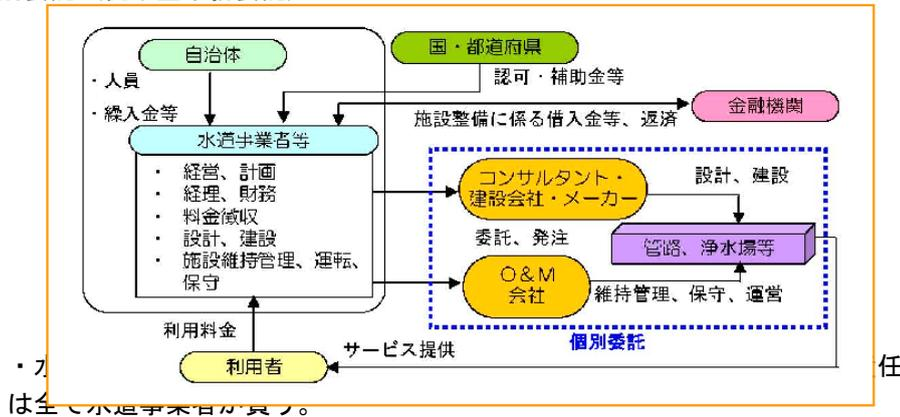 自治体
国・都道府県
・人員
認可・補助金等
・繰入金等
金融機関
施設整備に係る借入金等、返済
水道事業者等
・ 経営、計画
・ 経理、財務
・ 料金徴収
・ 設計、建設
・ 施設維持管理、運転、
保守
コンサルタント・
建設会社・メーカー
設計、建設
委託、発注
管路、浄水場等
O&M
会社
維持管理、保守、運営
個別委託
利用料金
サービス提供
利用者
・水
任
は全て水道事業者が負う。